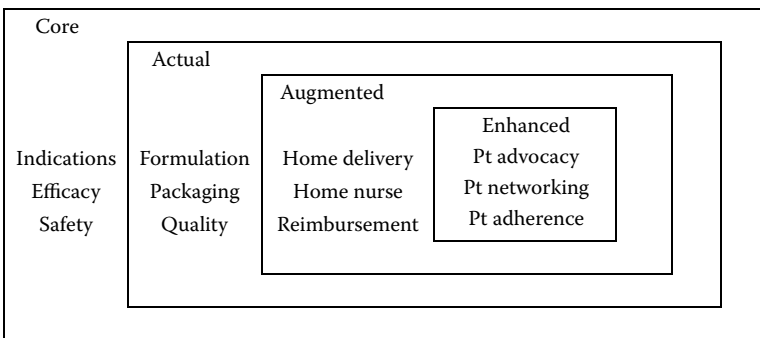 Core
Actual
Augmented
Enhanced
Indications
Efficacy
Safety
Formulation
Packaging
Quality
Home delivery
Home nurse
Reimbursement
Pt advocacy
Pt networking
Pt adherence